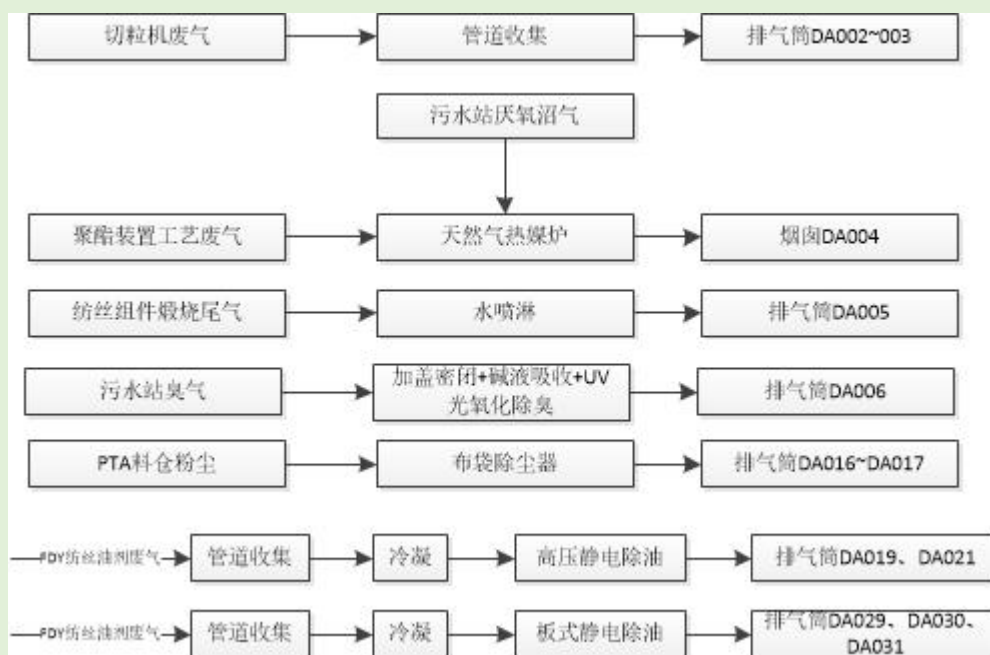 切粒机废气 管道收集 排气筒DA002~003
污水站厌氧沼气
聚酯装置工艺废气 天然气热媒炉 烟囱DA004
纺丝组件煅烧尾气 水喷淋 排气筒DA005
污水站臭气 加盖密闭+碱液吸收+UV
光氧化除臭 排气筒DA006
PTA料仓粉尘 布袋除尘器 排气筒DA016~DA017
FDY纺丝油剂废气 管道收集 冷凝 高压静电除油 排气筒DA019、DA021
FDY纺丝油剂废气 管道收集 冷凝 板式静电除油 排气筒DA029、DA030、
DA031